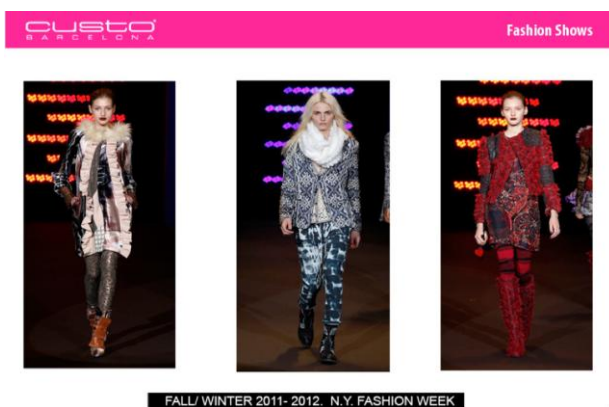 CUSTO
BARCELONA
Fashion Shows
FALL/ WINTER 2011- 2012. N.Y. FASHION WEEK